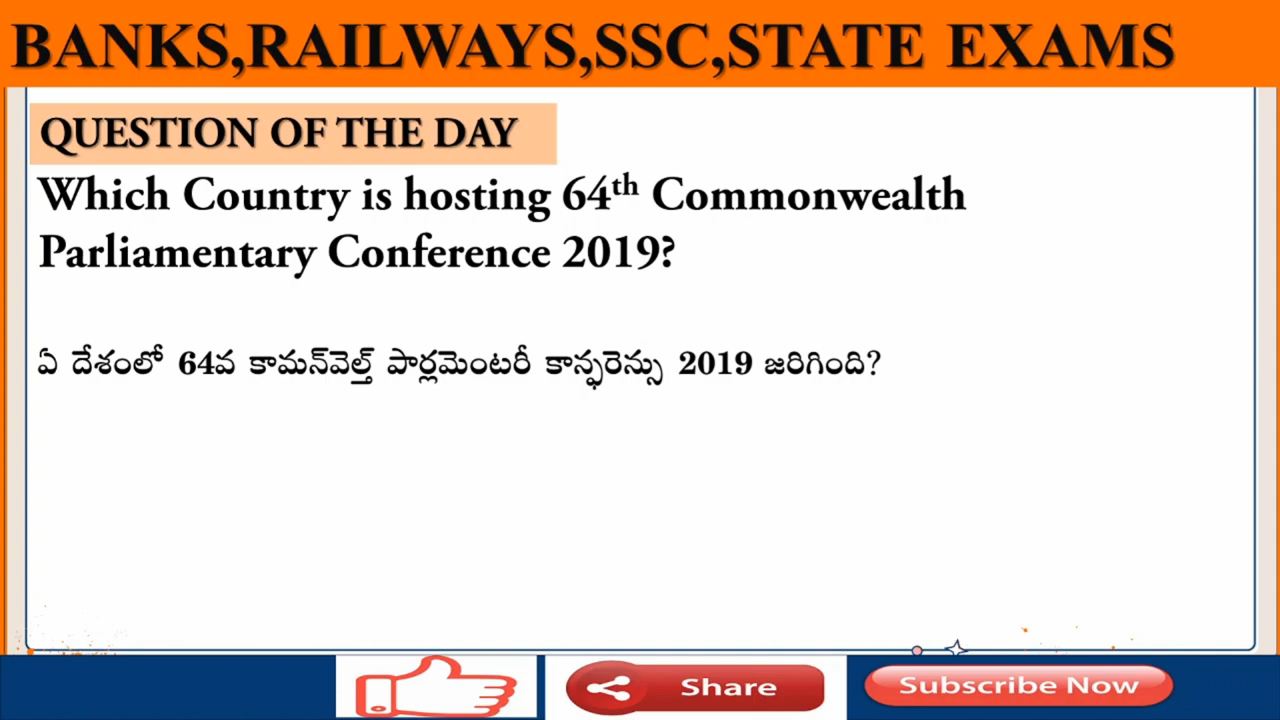 BANKS,RAILWAYS,SSC,STATE EXAMS
QUESTION OF THE DAY
Which Country is hosting 64th Commonwealth
Parliamentary Conference 2019?
ఏ దేశంలో 64వ కామన్‌వెల్త్ పార్లమెంటరీ కాన్ఫరెన్సు 2019 జరిగింది?
Share
Subscribe Now